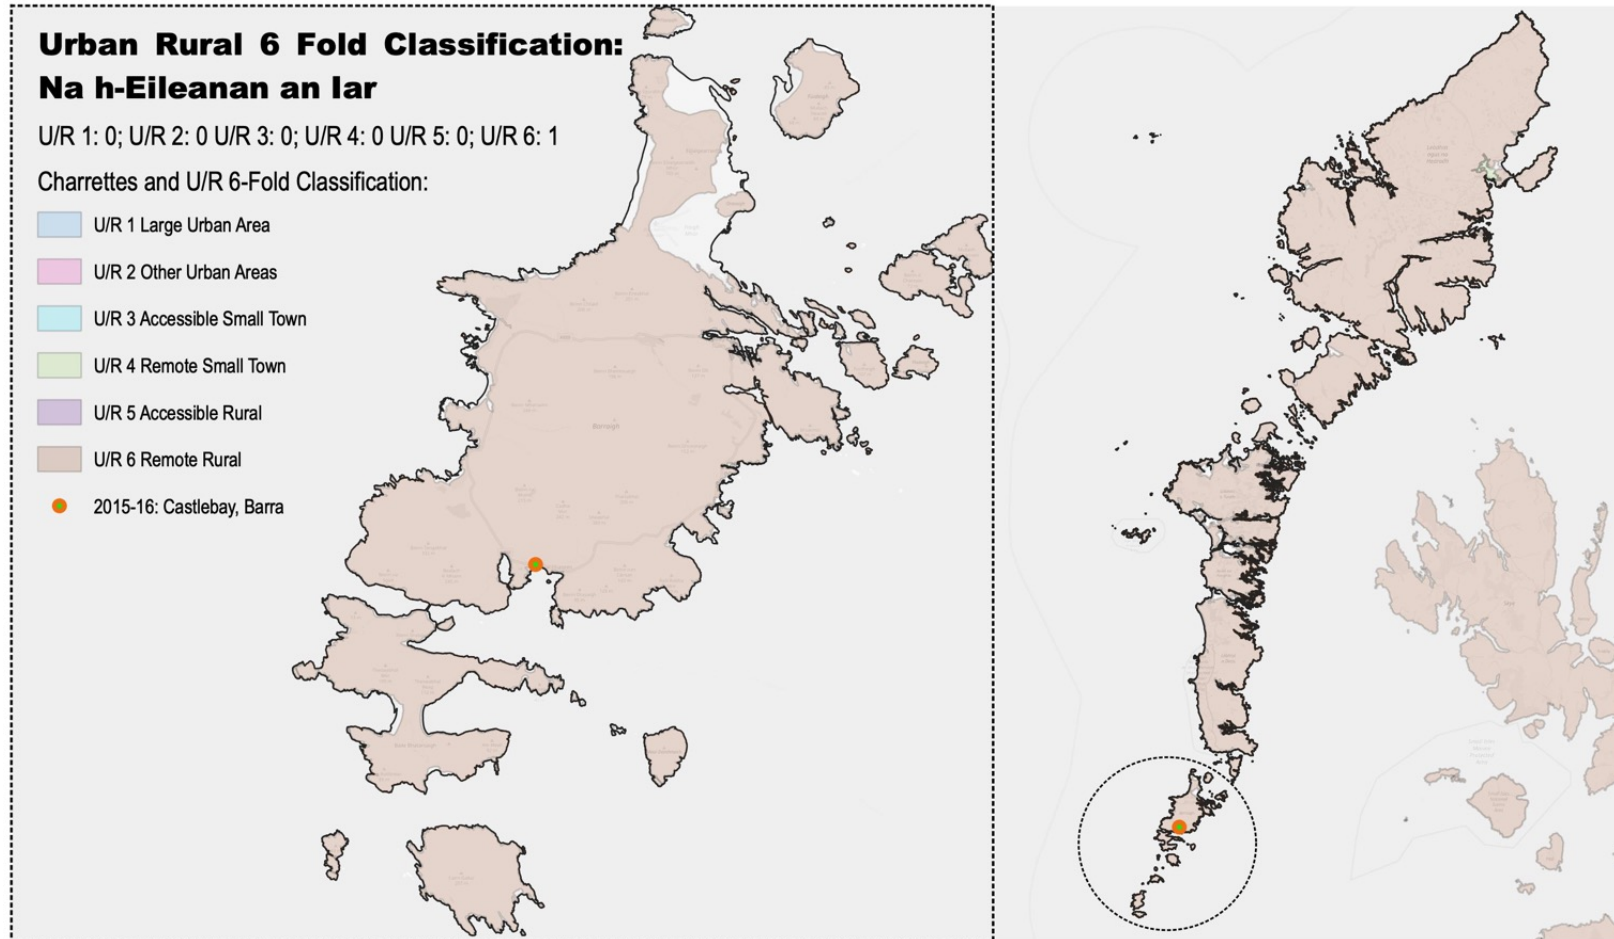 Urban Rural 6 Fold Classification:
Na h-Eileanan an Iar
U/R 1: 0; U/R 2: 0 U/R 3: 0; U/R 4: 0 U/R 5: 0; U/R 6: 1
Charrettes and U/R 6-Fold Classification:
U/R 1 Large Urban Area
U/R 2 Other Urban Areas
U/R 3 Accessible Small Town
U/R 4 Remote Small Town
U/R 5 Accessible Rural
U/R 6 Remote Rural
2015-16: Castlebay, Barra